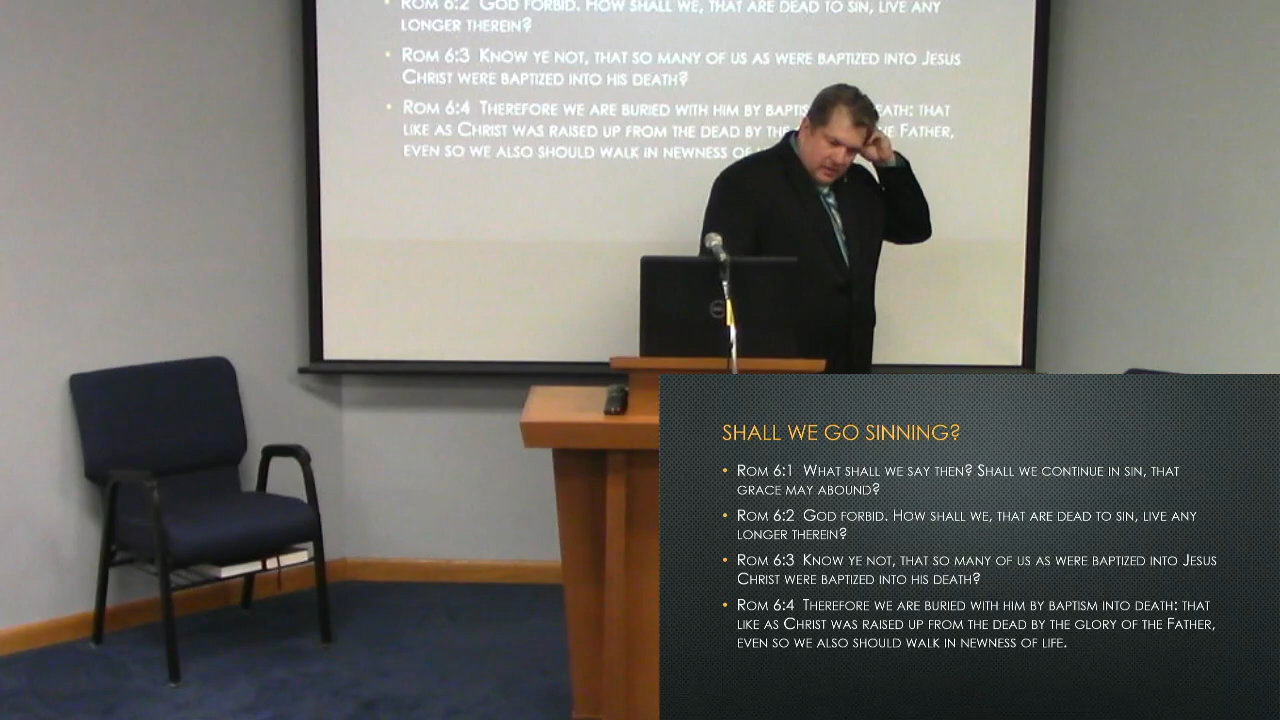 Rom 6:2 God forbid. How shall we, that are dead to sin, live any
longer therein?
Rom 6:3 Know ye not, that so many of us as were baptized into Jesus
Christ were baptized into his death?
Rom 6:4 Therefore we are buried with him by that
like as Christ was raised up from the dead by Father,
even so we also should walk in newness of
SHALL WE GO SINNING?
• Rom 6:1 What shall we say then? Shall we continue in sin, that
grace may abound?
• Rom 6:2 God forbid. How shall we, that are dead to sin, live any
longer therein?
• Rom 6:3 Know ye not, that so many of us as were baptized into Jesus
Christ were baptized into his death?
• Rom 6:4 Therefore we are buried with him by baptism into death: that
like as Christ was raised up from the dead by the glory of the Father,
even so we also should walk in newness of life.